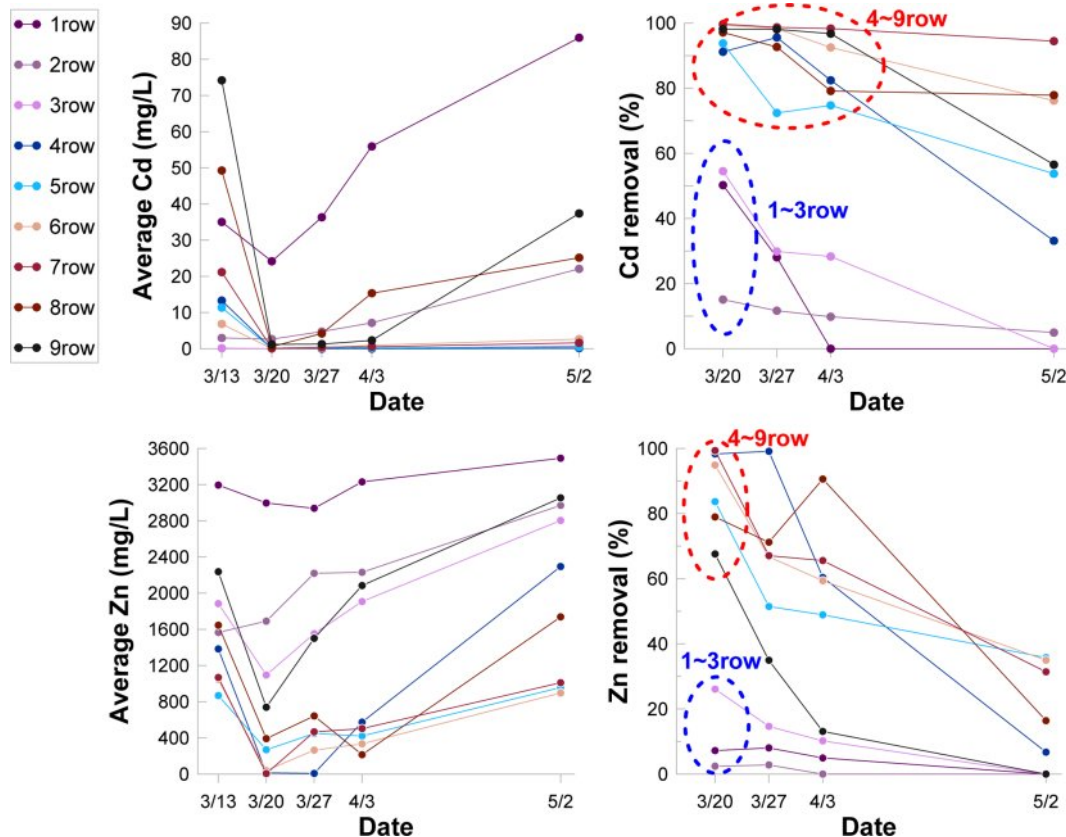 1row
2row
3row
4row
5row
6row
7row
8row
9row
Average Cd (mg/L)
90
80
70
60
50
40
30
20
10
0
3/13 3/20 3/27 4/3 5/2
Date
Cd removal (%)
100
80
60
40
20
0
4~9row
1~3row
3/20 3/27 4/3 5/2
Date
Average Zn (mg/L)
3600
3200
2800
2400
2000
1600
1200
800
400
0
3/13 3/20 3/27 4/3 5/2
Date
Zn removal (%)
100
80
60
40
20
0
4~9row
1~3row
3/20 3/27 4/3 5/2
Date